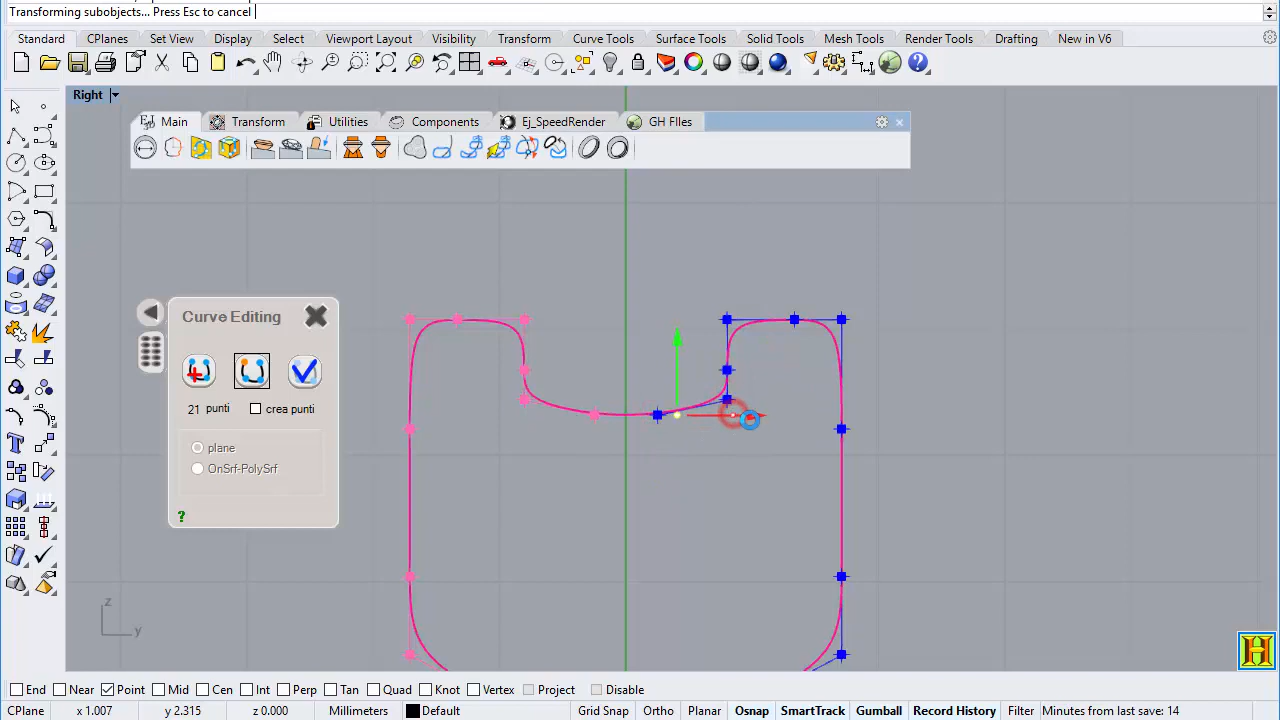 Transforming subobjects... Press Esc to cancel
Standard CPlanes Set View Display Select Viewport Layout Visibility Transform Curve Tools Surface Tools Solid Tools Mesh Tools Render Tools Drafting New in V6
Right
Main Transform Utilities Components Ej_SpeedRender GH FIles
Curve Editing
21 punti crea punti
plane
OnSrf-PolySrf
?
z
y
H
End Near Point Mid Cen Int Perp Tan Quad Knot Vertex Project Disable
CPlane x 1.007 y 2.315 z 0.000 Millimeters Default Grid Snap Ortho Planar Osnap SmartTrack Gumball Record History Filter Minutes from last save: 14